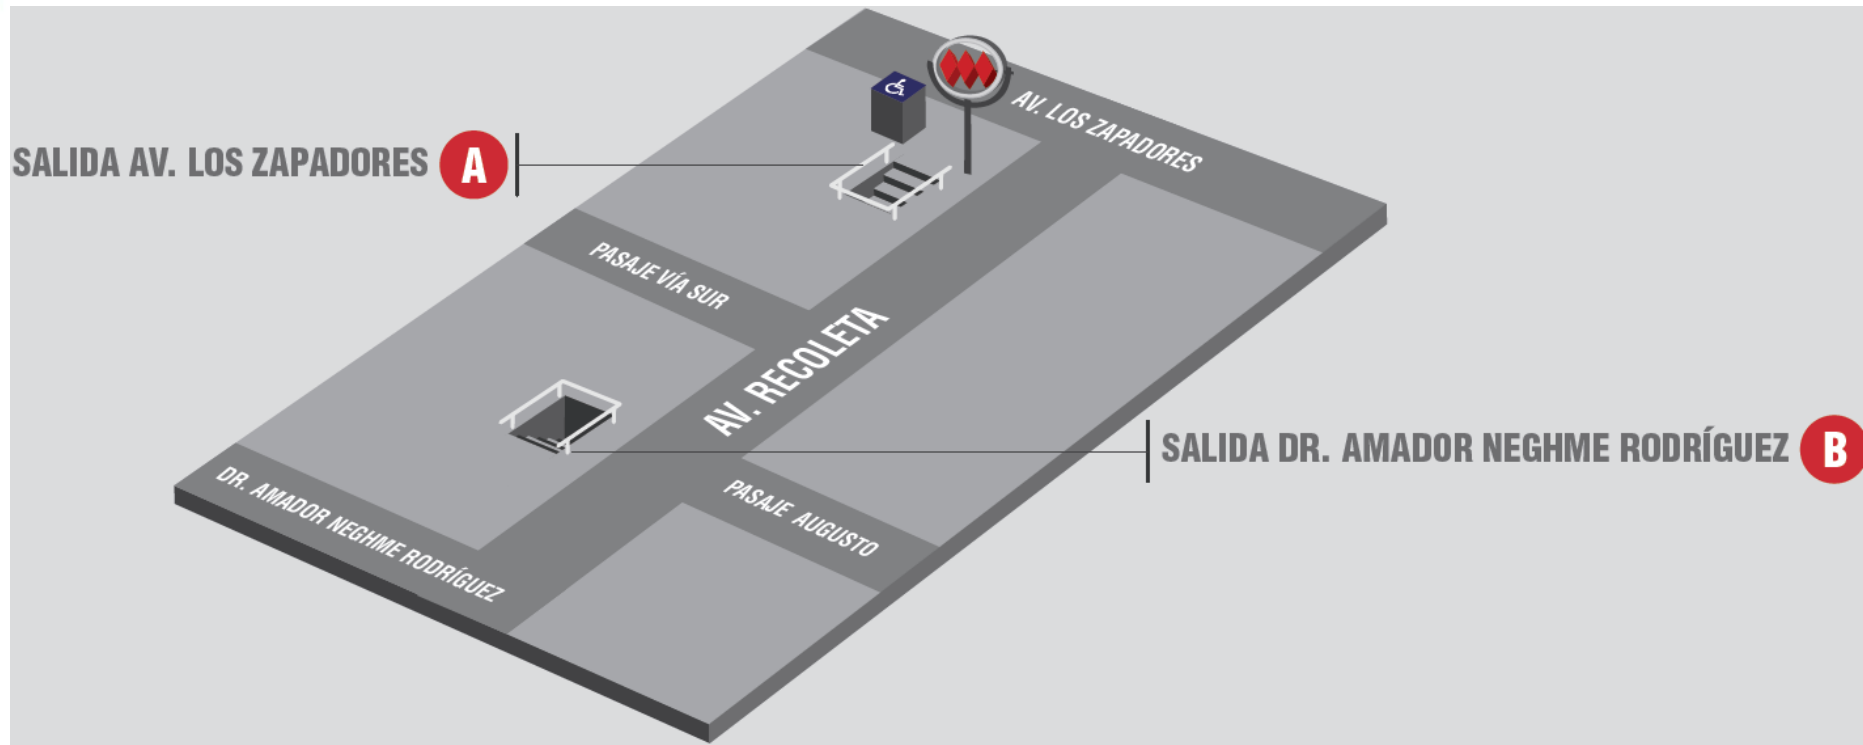 AV. LOS ZAPADORES
SALIDA AV. LOS ZAPADORES A
PASAJE VÍA SUR
AV. RECOLETA
SALIDA DR. AMADOR NEGHME RODRÍGUEZ B
DR. AMADOR NEGHME RODRÍGUEZ
PASAJE AUGUSTO